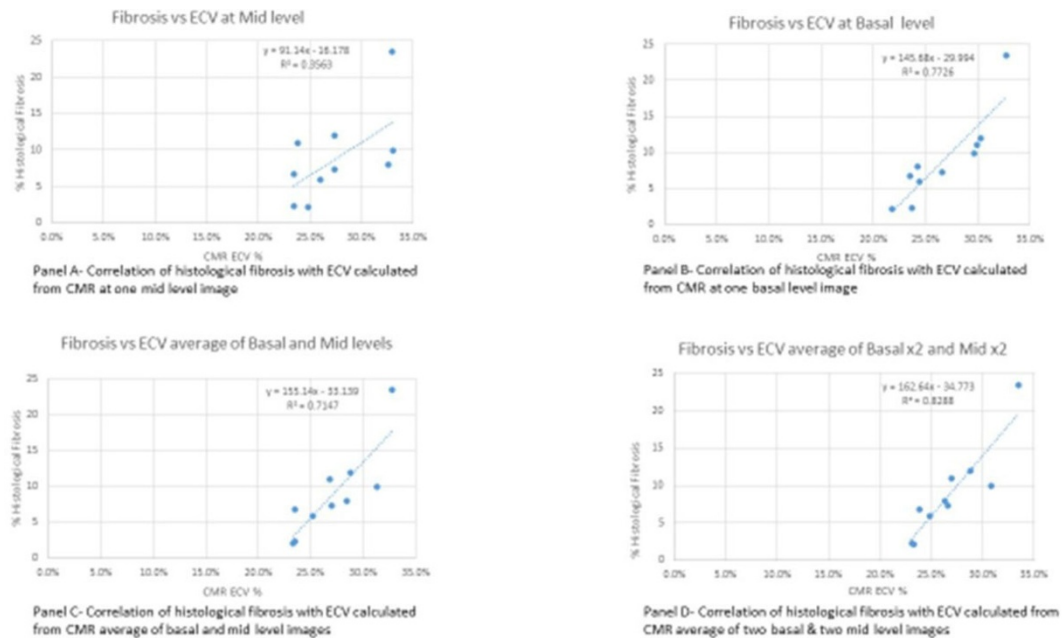 Fibrosis vs ECV at Mid level
25
20
15
10
5
0
% Histological Fibrosis
y = 91.14x - 16.178
R² = 0.3563
0.0% 5.0% 10.0% 15.0% 20.0% 25.0% 30.0% 35.0%
CMR ECV %
Panel A- Correlation of histological fibrosis with ECV calculated
from CMR at one mid level image
Fibrosis vs ECV at Basal level
25
20
15
10
5
0
% Histological Fibrosis
y = 145.68x - 29.994
R² = 0.7726
0.0% 5.0% 10.0% 15.0% 20.0% 25.0% 30.0% 35.0%
CMR ECV %
Panel B- Correlation of histological fibrosis with ECV calculated
from CMR at one basal level image
Fibrosis vs ECV average of Basal and Mid levels
25
20
15
10
5
0
% Histological Fibrosis
y = 155.14x - 33.139
R² = 0.7147
0.0% 5.0% 10.0% 15.0% 20.0% 25.0% 30.0% 35.0%
CMR ECV %
Panel C- Correlation of histological fibrosis with ECV calculated
from CMR average of basal and mid level images
Fibrosis vs ECV average of Basal x2 and Mid x2
25
20
15
10
5
0
% Histological Fibrosis
y = 162.64x - 34.773
R² = 0.8288
0.0% 5.0% 10.0% 15.0% 20.0% 25.0% 30.0% 35.0%
CMR ECV %
Panel D- Correlation of histological fibrosis with ECV calculated from
CMR average of two basal & two mid level images